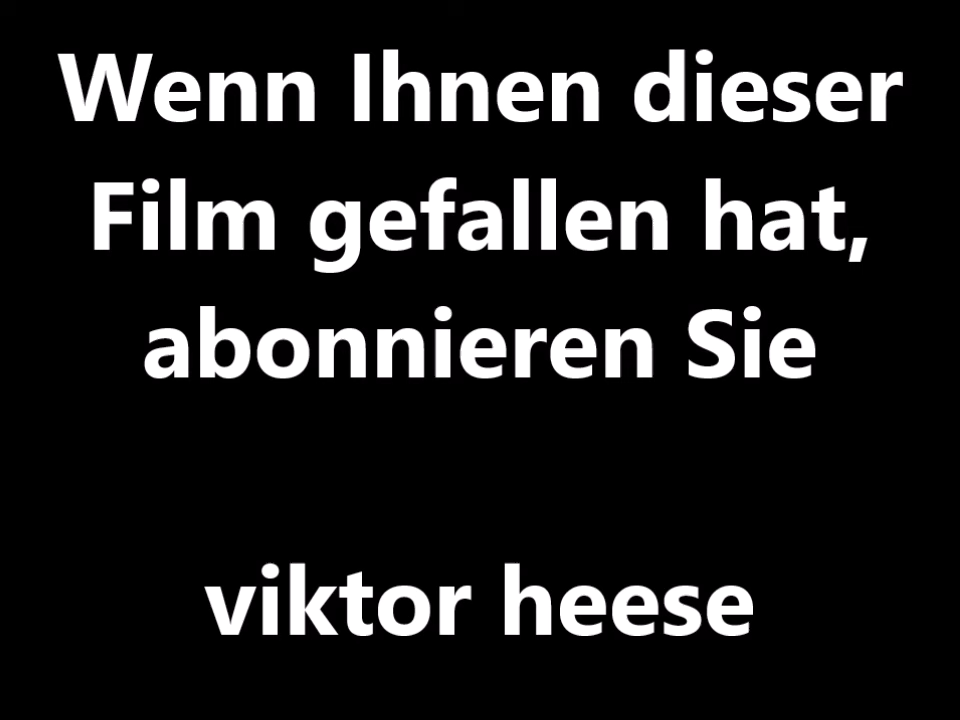 Wenn Ihnen dieser
Film gefallen hat,
abonnieren Sie
viktor heese